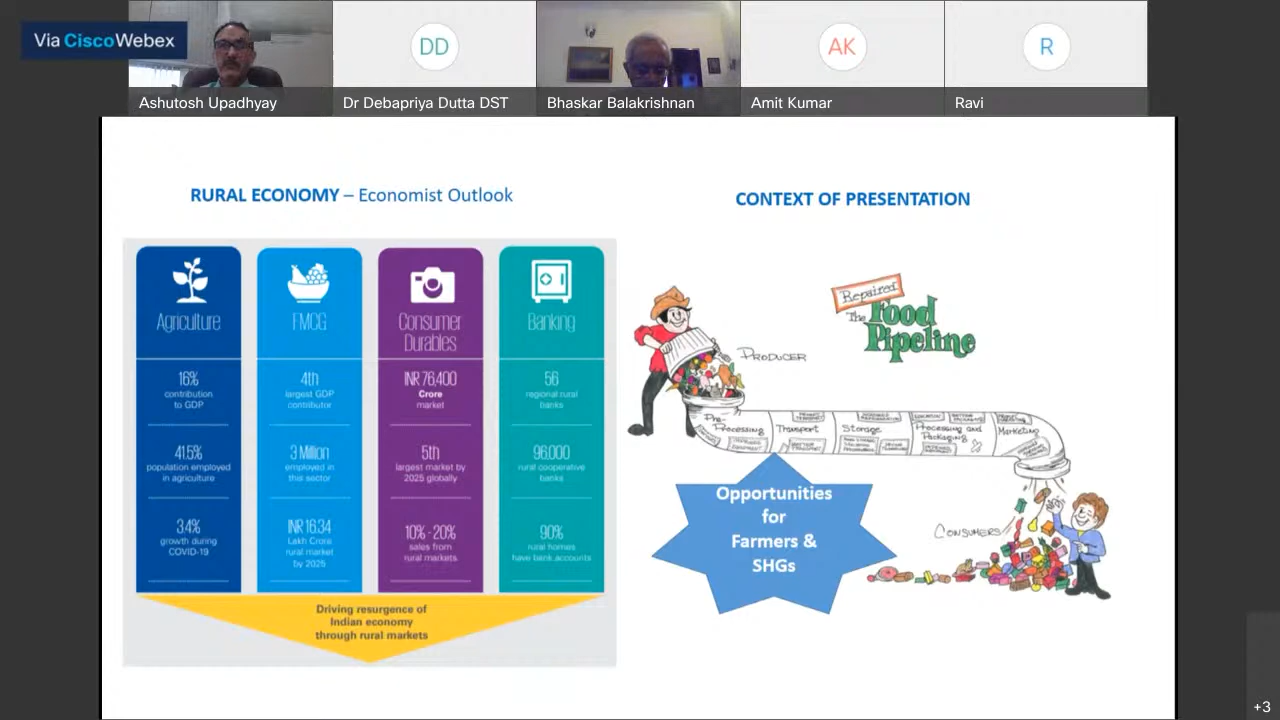 Via CiscoWebex
DD
AK
R
Ashutosh Upadhyay
Dr Debapriya Dutta DST
Bhaskar Balakrishnan
Amit Kumar
Ravi
RURAL ECONOMY – Economist Outlook
Agriculture
16%
contribution
to GDP
41.5%
population employed
in agriculture
3.4%
growth during
COVID-19
FMCG
4th
largest GDP
contributor
3 Million
employed in
this sector
INR 16.34
Lakh Crore
rural market
by 2025
Consumer
Durables
INR 76,400
Crore
market
5th
largest market by
2025 globally
10% - 20%
sales from
rural markets
Banking
56
regional rural
banks
96,000
rural cooperative
banks
90%
rural homes
have bank accounts
Driving resurgence of
Indian economy
through rural markets
CONTEXT OF PRESENTATION
Repaired
The Food
Pipeline
PRODUCER
Pre-
Processing
Transport
Storage
Processing and
Packaging
Marketing
CONSUMERS
Opportunities
for
Farmers &
SHGs
+3